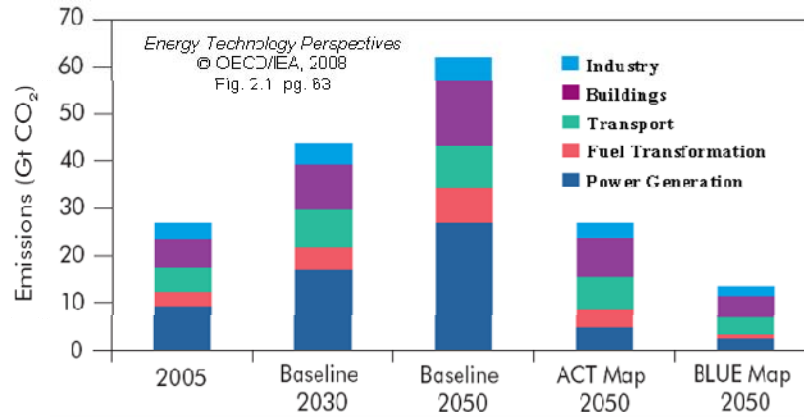 70
60
50
40
30
20
10
0
Emissions (Gt CO₂)
Energy Technology Perspectives
© OECD/IEA, 2008
Fig. 2.1 pg. 63
Industry
Buildings
Transport
Fuel Transformation
Power Generation
2005
Baseline
2030
Baseline
2050
ACT Map
2050
BLUE Map
2050